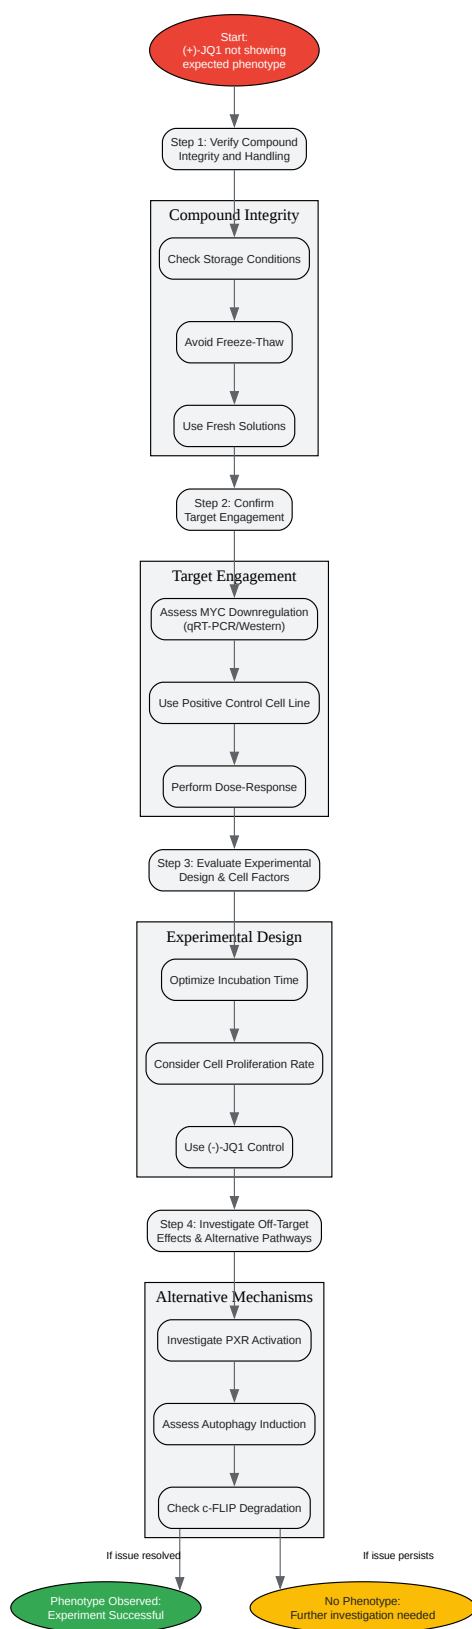 Start:
(+)-JQ1 not showing
expected phenotype
Step 1: Verify Compound
Integrity and Handling
Compound Integrity
Check Storage Conditions
Avoid Freeze-Thaw
Use Fresh Solutions
Step 2: Confirm
Target Engagement
Target Engagement
Assess MYC Downregulation
(qRT-PCR/Western)
Use Positive Control Cell Line
Perform Dose-Response
Step 3: Evaluate Experimental
Design & Cell Factors
Experimental Design
Optimize Incubation Time
Consider Cell Proliferation Rate
Use (-)-JQ1 Control
Step 4: Investigate Off-Target
Effects & Alternative Pathways
Alternative Mechanisms
Investigate PXR Activation
Assess Autophagy Induction
Check c-FLIP Degradation
If issue resolved
If issue persists
Phenotype Observed:
Experiment Successful
No Phenotype:
Further investigation needed